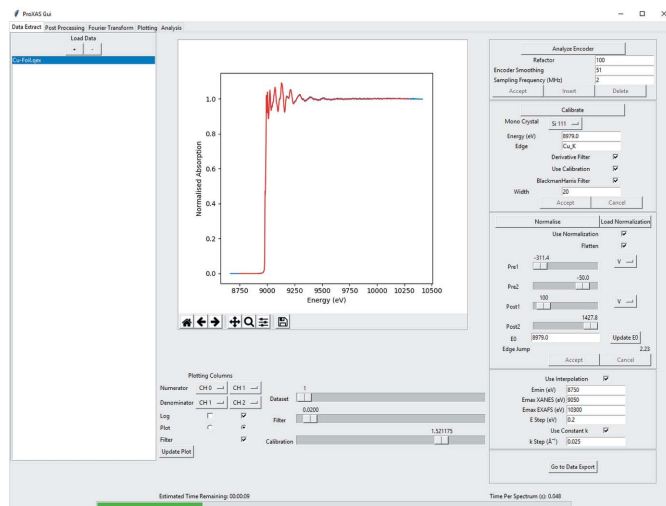 ProXAS Gui
Data Extract Post Processing Fourier Transform Plotting Analysis
Load Data
+ -
Cu-Foil.qex
Normalised Absorption
1.0
0.8
0.6
0.4
0.2
0.0
8750 9000 9250 9500 9750 10000 10250 10500
Energy (eV)
Plotting Columns
Numerator CH 0 CH 1
Denominator CH 1 CH 2
Log
Plot
Filter
Update Plot
Dataset 1
Filter 0.0200
Calibration 1.521175
Analyze Encoder
Refactor 100
Encoder Smoothing 51
Sampling Frequency (MHz) 2
Accept Insert Delete
Calibrate
Mono Crystal Si 111
Energy (eV) 8979.0
Edge Cu_K
Derivative Filter
Use Calibration
BlackmanHarris Filter
Width 20
Accept Cancel
Normalise Load Normalization
Use Normalization
Flatten
-311.4
Pre1 V
-50.0
Pre2
100
Post1 V
1427.8
Post2
E0 8979.0 Update E0
Edge Jump 2.23
Accept Cancel
Use Interpolation
Emin (eV) 8750
Emax XANES (eV) 9050
Emax EXAFS (eV) 10300
E Step (eV) 0.2
Use Constant k
k Step (Å⁻) 0.025
Go to Data Export
Estimated Time Remaining: 00:00:09
Time Per Spectrum (s): 0.048